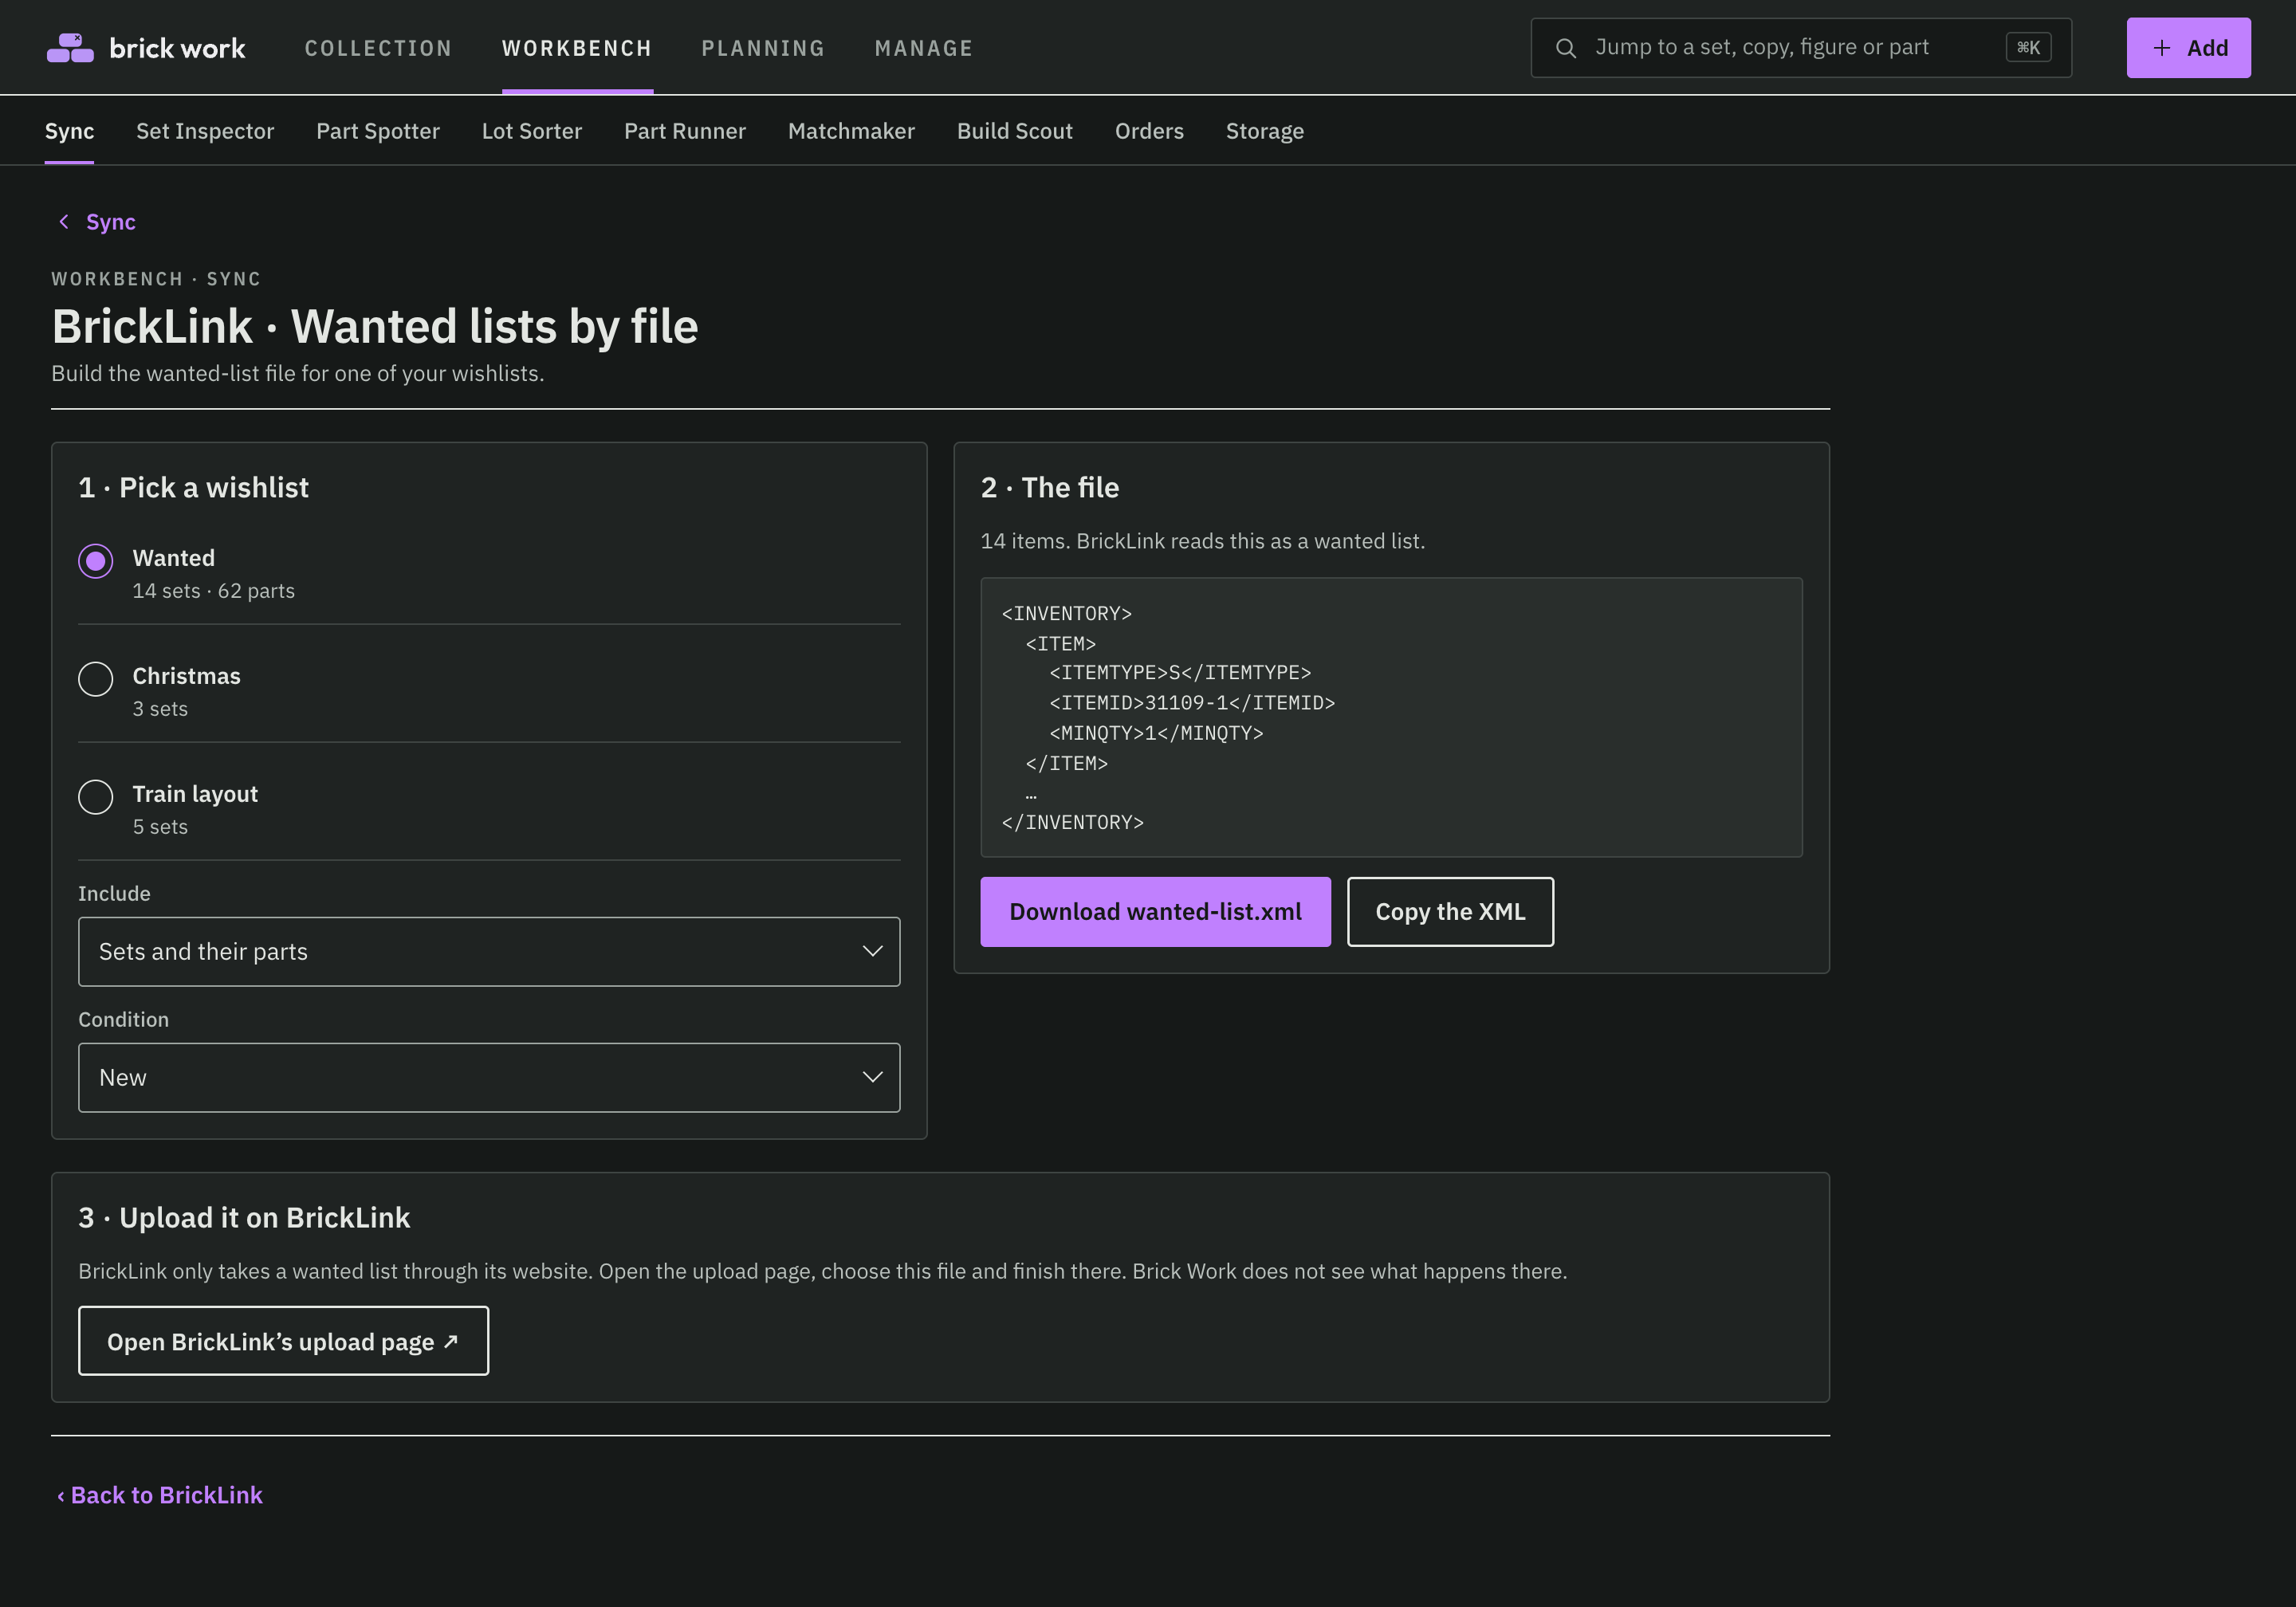 brick work
COLLECTION
WORKBENCH
PLANNING
MANAGE
Jump to a set, copy, figure or part
⌘K
+ Add
Sync
Set Inspector
Part Spotter
Lot Sorter
Part Runner
Matchmaker
Build Scout
Orders
Storage
‹ Sync
WORKBENCH · SYNC
BrickLink · Wanted lists by file
Build the wanted-list file for one of your wishlists.
1 · Pick a wishlist
Wanted
14 sets · 62 parts
Christmas
3 sets
Train layout
5 sets
Include
Sets and their parts
Condition
New
2 · The file
14 items. BrickLink reads this as a wanted list.
<INVENTORY>
<ITEM>
<ITEMTYPE>S</ITEMTYPE>
<ITEMID>31109-1</ITEMID>
<MINQTY>1</MINQTY>
</ITEM>
…
</INVENTORY>
Download wanted-list.xml
Copy the XML
3 · Upload it on BrickLink
BrickLink only takes a wanted list through its website. Open the upload page, choose this file and finish there. Brick Work does not see what happens there.
Open BrickLink’s upload page ↗
‹ Back to BrickLink